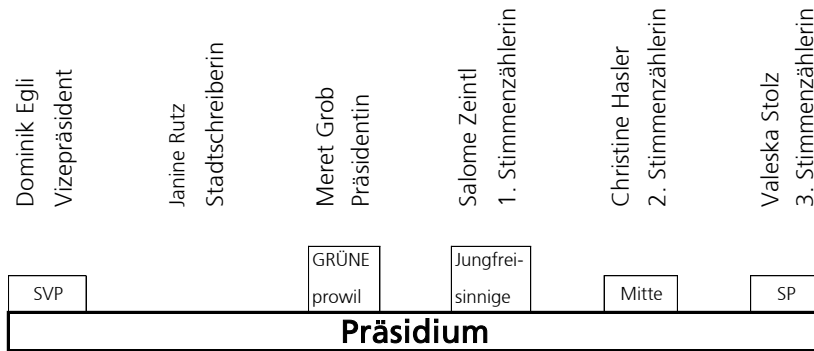 Dominik Egli
Vizepräsident
Janine Rutz
Stadtschreiberin
Meret Grob
Präsidentin
Salome Zeintl
1. Stimmenzählerin
Christine Hasler
2. Stimmenzählerin
Valeska Stolz
3. Stimmenzählerin
SVP
GRÜNE
prowil
Jungfrei-
sinnige
Mitte
SP
Präsidium